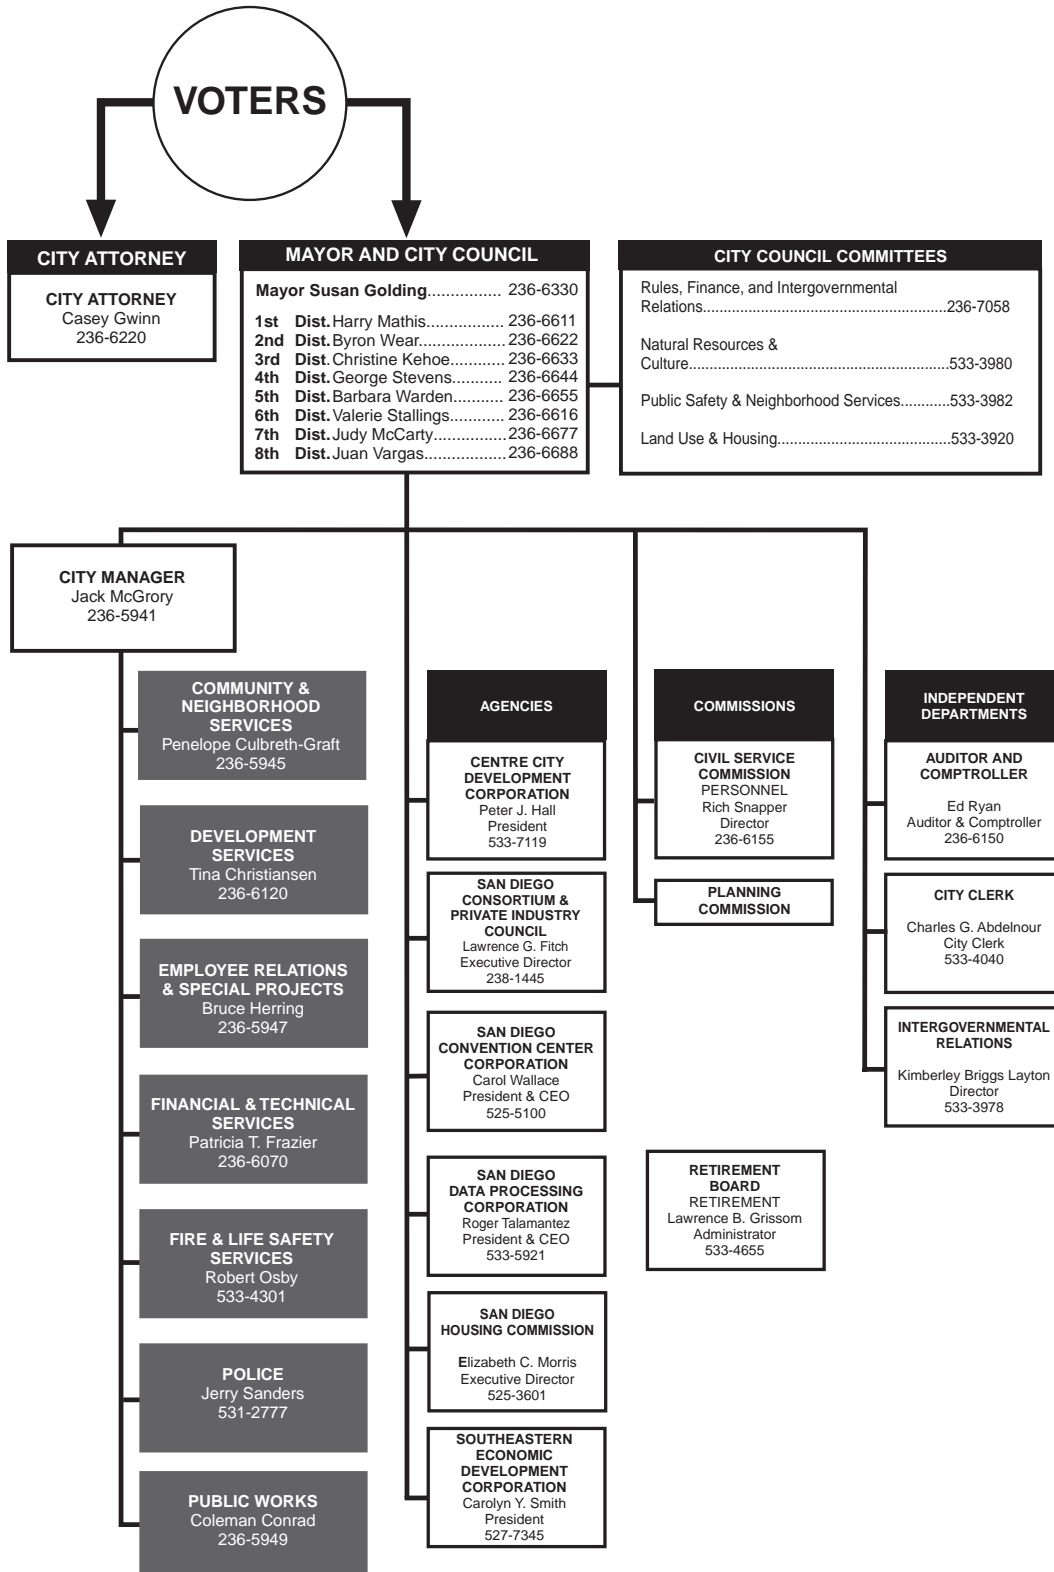 VOTERS
CITY ATTORNEY
CITY ATTORNEY
Casey Gwinn
236-6220
MAYOR AND CITY COUNCIL
Mayor Susan Golding................ 236-6330
1st Dist. Harry Mathis................. 236-6611
2nd Dist. Byron Wear.................. 236-6622
3rd Dist. Christine Kehoe........... 236-6633
4th Dist. George Stevens........... 236-6644
5th Dist. Barbara Warden........... 236-6655
6th Dist. Valerie Stallings............ 236-6616
7th Dist. Judy McCarty................ 236-6677
8th Dist. Juan Vargas.................. 236-6688
CITY COUNCIL COMMITTEES
Rules, Finance, and Intergovernmental
Relations..............................................................236-7058
Natural Resources &
Culture.................................................................533-3980
Public Safety & Neighborhood Services............533-3982
Land Use & Housing...........................................533-3920
CITY MANAGER
Jack McGrory
236-5941
COMMUNITY &
NEIGHBORHOOD
SERVICES
Penelope Culbreth-Graft
236-5945
DEVELOPMENT
SERVICES
Tina Christiansen
236-6120
EMPLOYEE RELATIONS
& SPECIAL PROJECTS
Bruce Herring
236-5947
FINANCIAL & TECHNICAL
SERVICES
Patricia T. Frazier
236-6070
FIRE & LIFE SAFETY
SERVICES
Robert Osby
533-4301
POLICE
Jerry Sanders
531-2777
PUBLIC WORKS
Coleman Conrad
236-5949
AGENCIES
CENTRE CITY
DEVELOPMENT
CORPORATION
Peter J. Hall
President
533-7119
SAN DIEGO
CONSORTIUM &
PRIVATE INDUSTRY
COUNCIL
Lawrence G. Fitch
Executive Director
238-1445
SAN DIEGO
CONVENTION CENTER
CORPORATION
Carol Wallace
President & CEO
525-5100
SAN DIEGO
DATA PROCESSING
CORPORATION
Roger Talamantez
President & CEO
533-5921
SAN DIEGO
HOUSING COMMISSION
Elizabeth C. Morris
Executive Director
525-3601
SOUTHEASTERN
ECONOMIC
DEVELOPMENT
CORPORATION
Carolyn Y. Smith
President
527-7345
COMMISSIONS
CIVIL SERVICE
COMMISSION
PERSONNEL
Rich Snapper
Director
236-6155
PLANNING
COMMISSION
RETIREMENT
BOARD
RETIREMENT
Lawrence B. Grissom
Administrator
533-4655
INDEPENDENT
DEPARTMENTS
AUDITOR AND
COMPTROLLER
Ed Ryan
Auditor & Comptroller
236-6150
CITY CLERK
Charles G. Abdelnour
City Clerk
533-4040
INTERGOVERNMENTAL
RELATIONS
Kimberley Briggs Layton
Director
533-3978